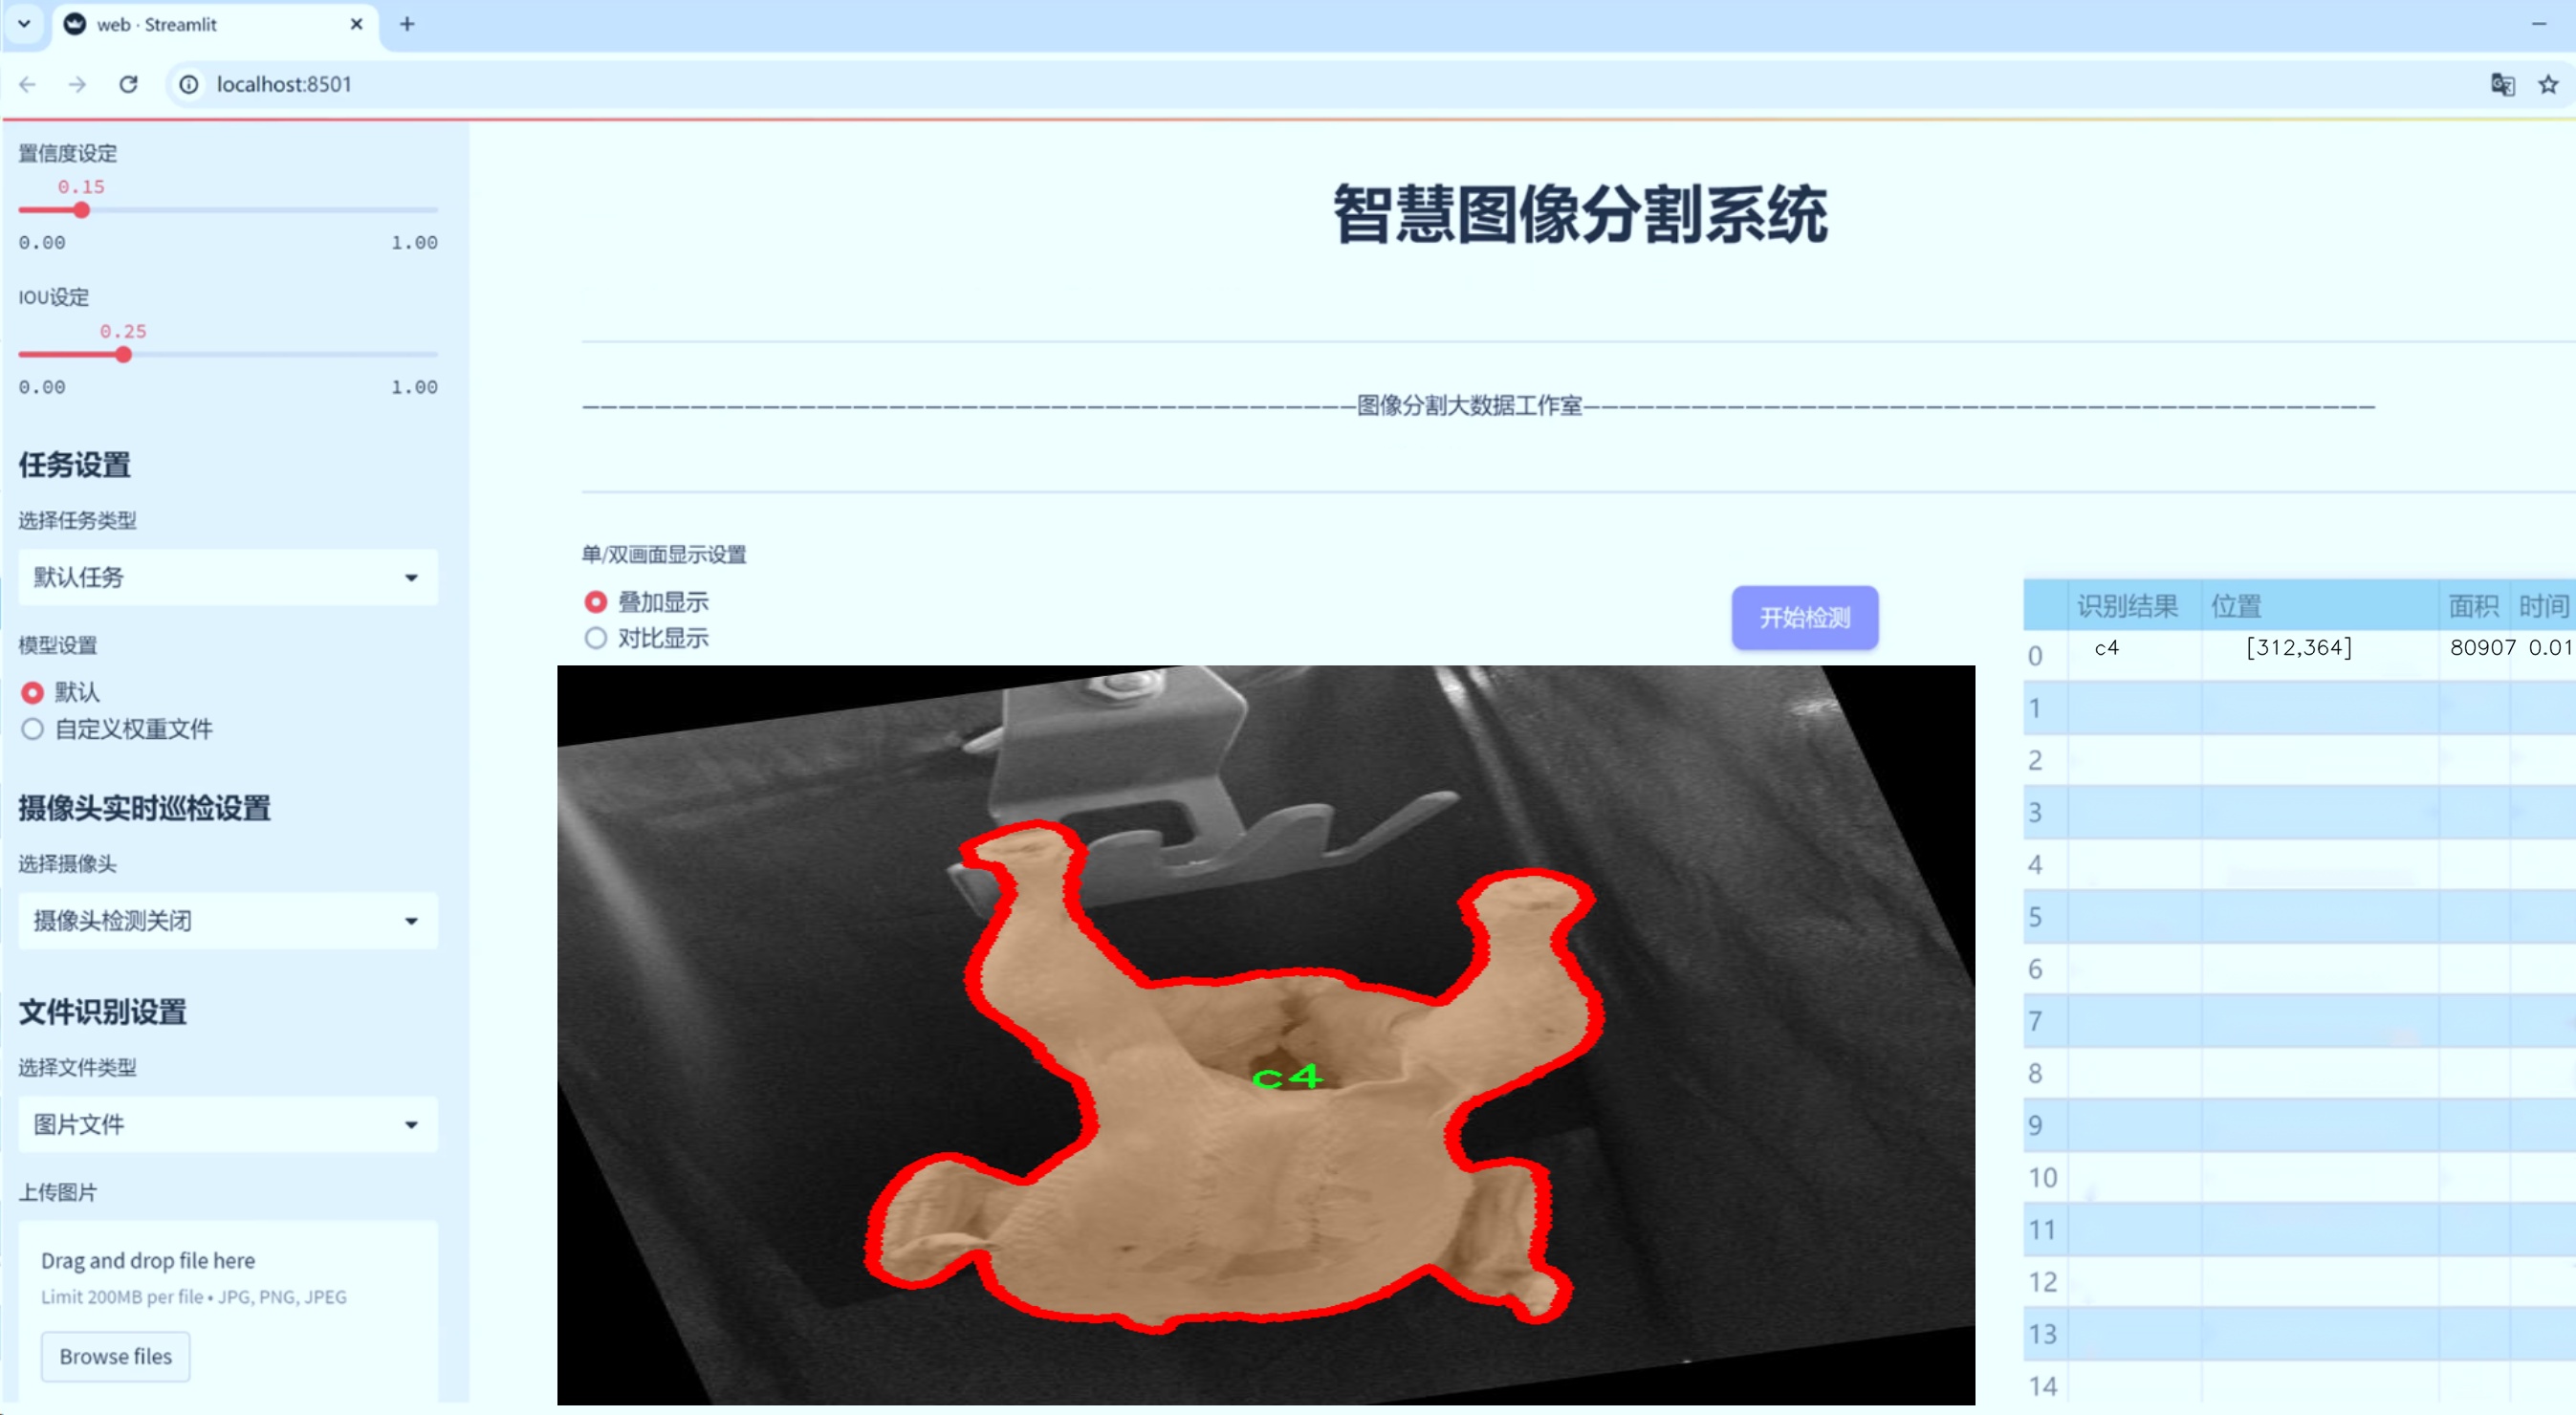 web · Streamlit
localhost:8501
置信度设定
0.15
0.00 1.00
IOU设定
0.25
0.00 1.00
任务设置
选择任务类型
默认任务
模型设置
默认
自定义权重文件
摄像头实时巡检设置
选择摄像头
摄像头检测关闭
文件识别设置
选择文件类型
图片文件
上传图片
Drag and drop file here
Limit 200MB per file • JPG, PNG, JPEG
Browse files
智慧图像分割系统
———————————————————————————————————————————图像分割大数据工作室————————————————————————————————————————————
单/双画面显示设置
叠加显示
对比显示
开始检测
c4
识别结果 位置 面积 时间
0 c4 [312,364] 80907 0.01
1
2
3
4
5
6
7
8
9
10
11
12
13
14